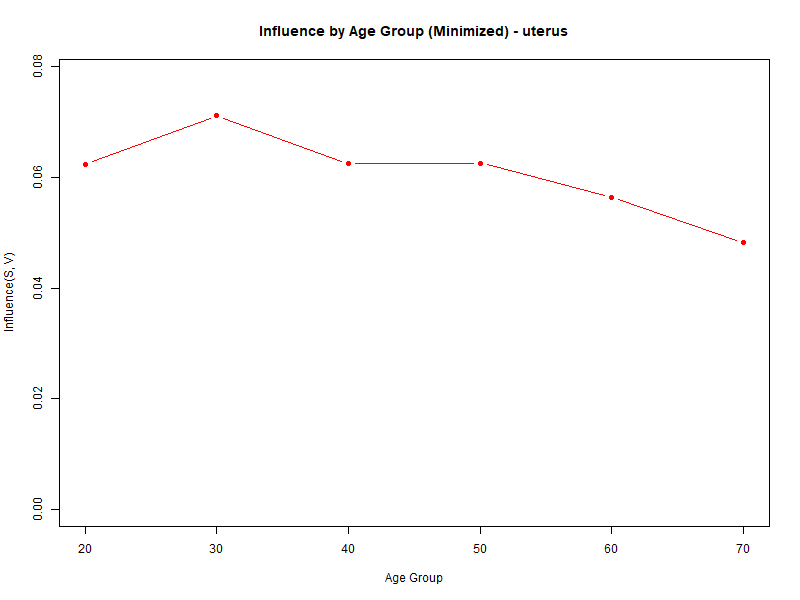 Influence by Age Group (Minimized) - uterus
0.08
0.06
0.04
0.02
0.00
Influence(S, V)
20 30 40 50 60 70
Age Group